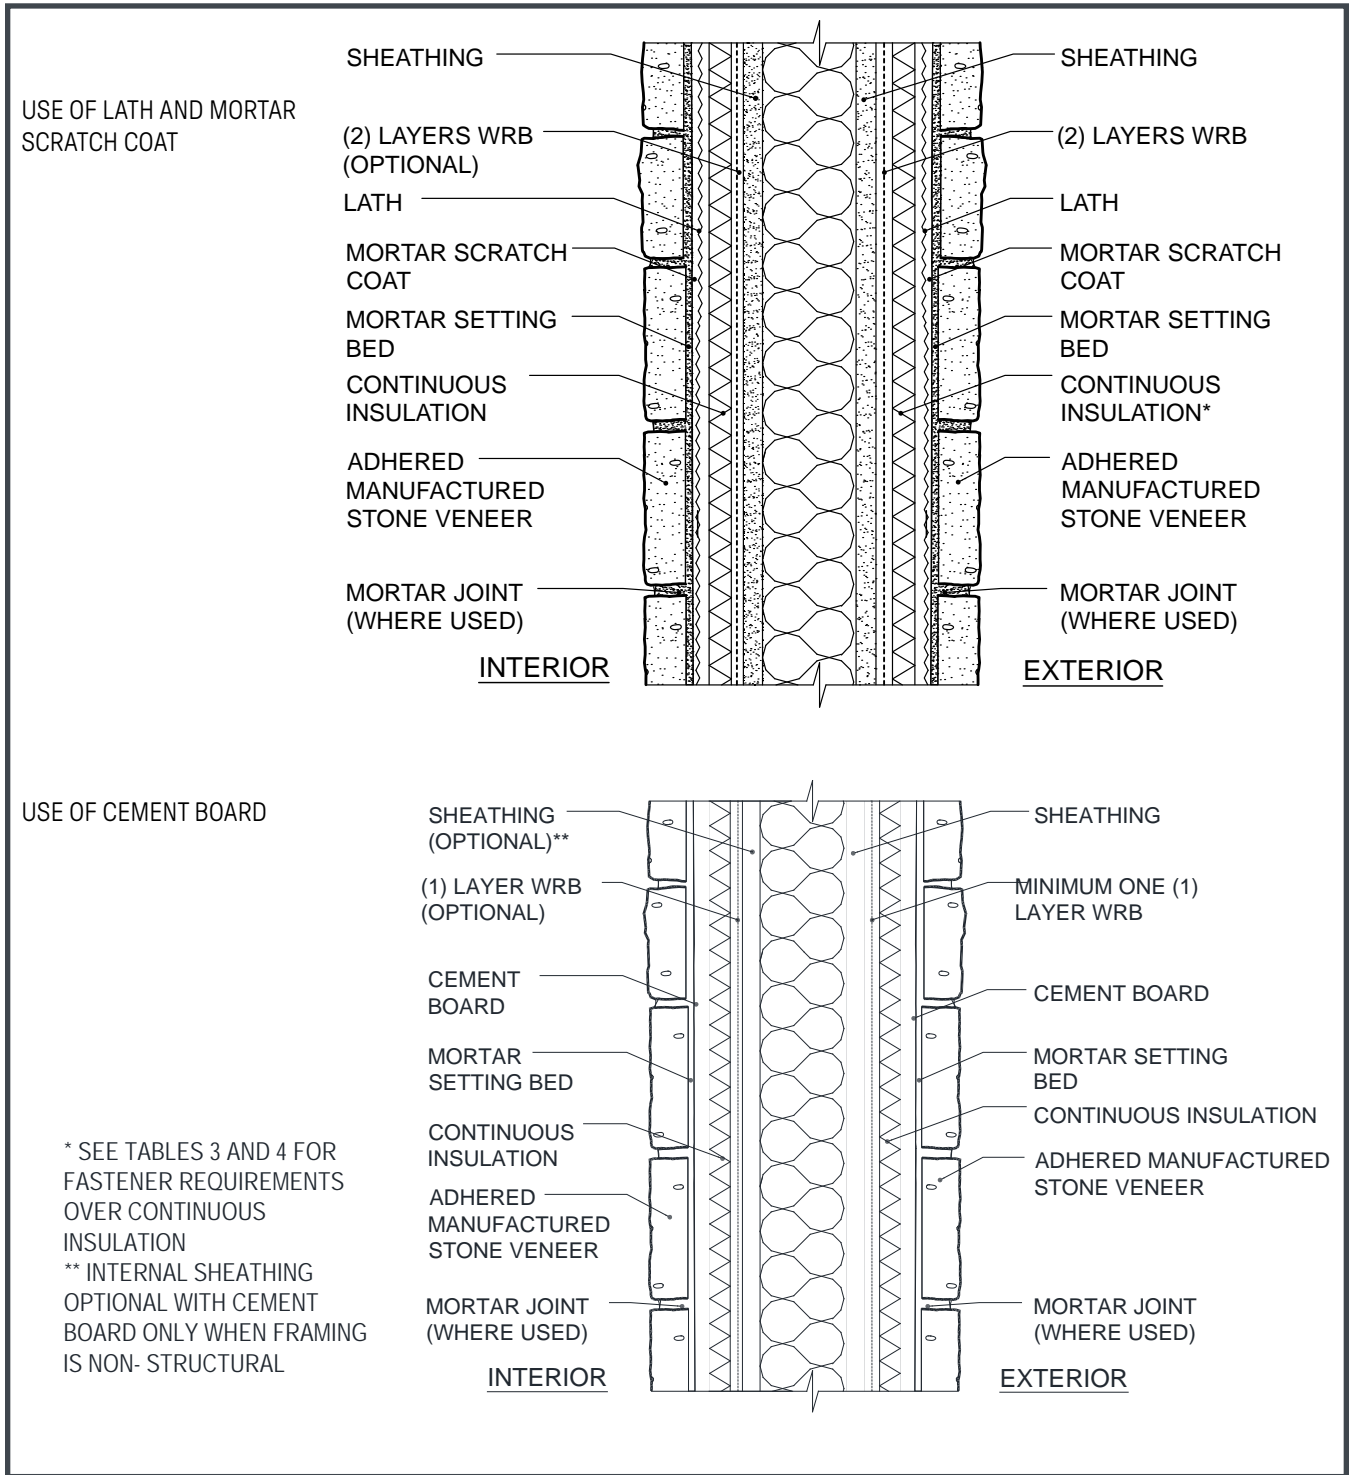 USE OF LATH AND MORTAR
SCRATCH COAT
SHEATHING
(2) LAYERS WRB
(OPTIONAL)
LATH
MORTAR SCRATCH
COAT
MORTAR SETTING
BED
CONTINUOUS
INSULATION
ADHERED
MANUFACTURED
STONE VENEER
MORTAR JOINT
(WHERE USED)
INTERIOR
SHEATHING
(2) LAYERS WRB
LATH
MORTAR SCRATCH
COAT
MORTAR SETTING
BED
CONTINUOUS
INSULATION*
ADHERED
MANUFACTURED
STONE VENEER
MORTAR JOINT
(WHERE USED)
EXTERIOR
USE OF CEMENT BOARD
SHEATHING
(OPTIONAL)**
(1) LAYER WRB
(OPTIONAL)
CEMENT
BOARD
MORTAR
SETTING BED
CONTINUOUS
INSULATION
ADHERED
MANUFACTURED
STONE VENEER
MORTAR JOINT
(WHERE USED)
INTERIOR
SHEATHING
MINIMUM ONE (1)
LAYER WRB
CEMENT BOARD
MORTAR SETTING
BED
CONTINUOUS INSULATION
ADHERED MANUFACTURED
STONE VENEER
MORTAR JOINT
(WHERE USED)
EXTERIOR
* SEE TABLES 3 AND 4 FOR
FASTENER REQUIREMENTS
OVER CONTINUOUS
INSULATION
** INTERNAL SHEATHING
OPTIONAL WITH CEMENT
BOARD ONLY WHEN FRAMING
IS NON- STRUCTURAL